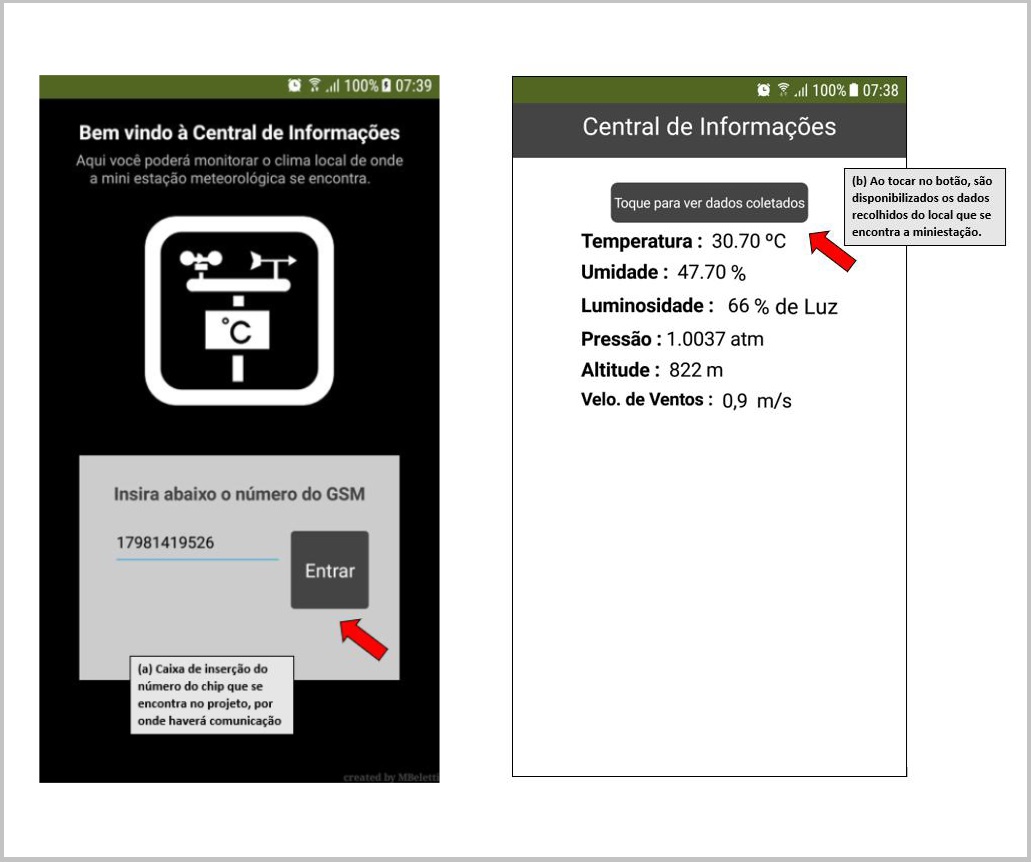 100% 07:39
Bem vindo à Central de Informações
Aqui você poderá monitorar o clima local de onde
a mini estação meteorológica se encontra.
°C
Insira abaixo o número do GSM
17981419526
Entrar
(a) Caixa de inserção do
número do chip que se
encontra no projeto, por
onde haverá comunicação
created by MBeletti
100% 07:38
Central de Informações
Toque para ver dados coletados
(b) Ao tocar no botão, são
disponibilizados os dados
recolhidos do local que se
encontra a miniestação.
Temperatura : 30.70 ºC
Umidade : 47.70 %
Luminosidade : 66 % de Luz
Pressão : 1.0037 atm
Altitude : 822 m
Velo. de Ventos : 0,9 m/s